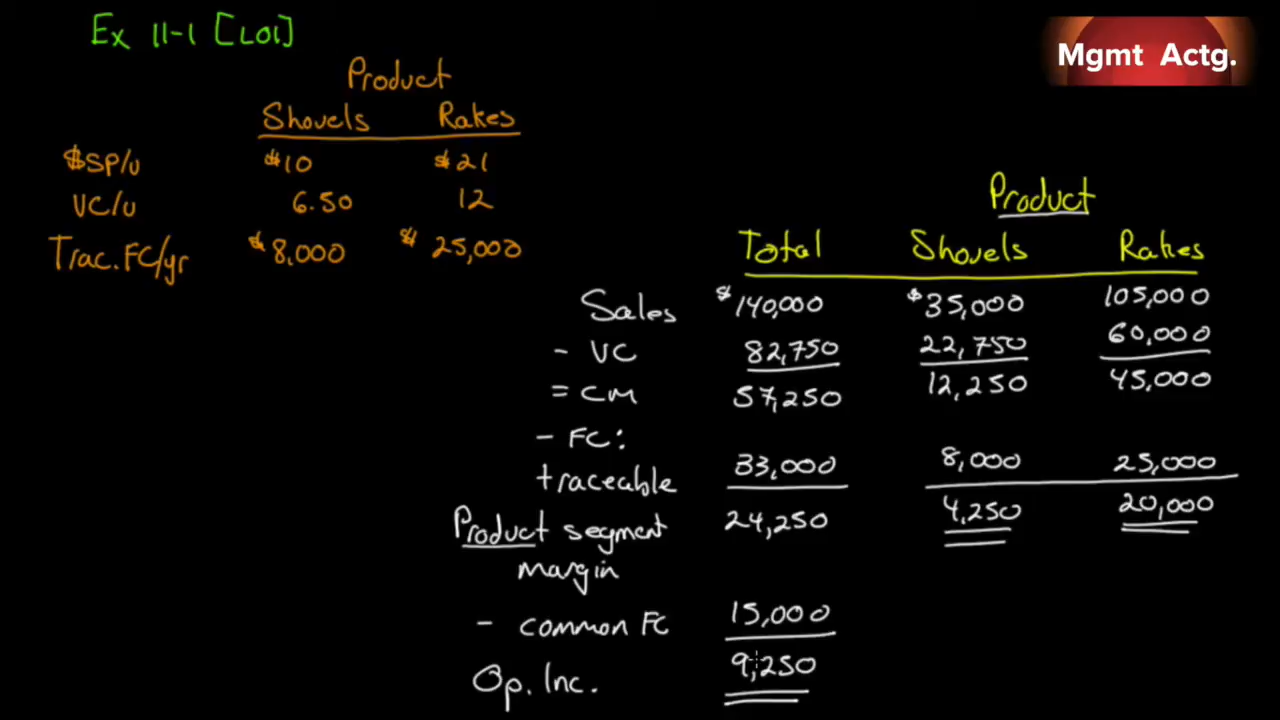 Ex 11-1 [LO1]
Mgmt Actg.
Product
Shovels Rakes
$SP/u $10 $21
VC/u 6.50 12
Trac. FC/yr $8,000 $25,000
Product
Total Shovels Rakes
Sales $140,000 $35,000 105,000
- VC 82,750 22,750 60,000
= CM 57,250 12,250 45,000
- FC:
traceable 33,000 8,000 25,000
Product segment 24,250 4,250 20,000
margin
- common FC 15,000
Op. Inc. 9,250